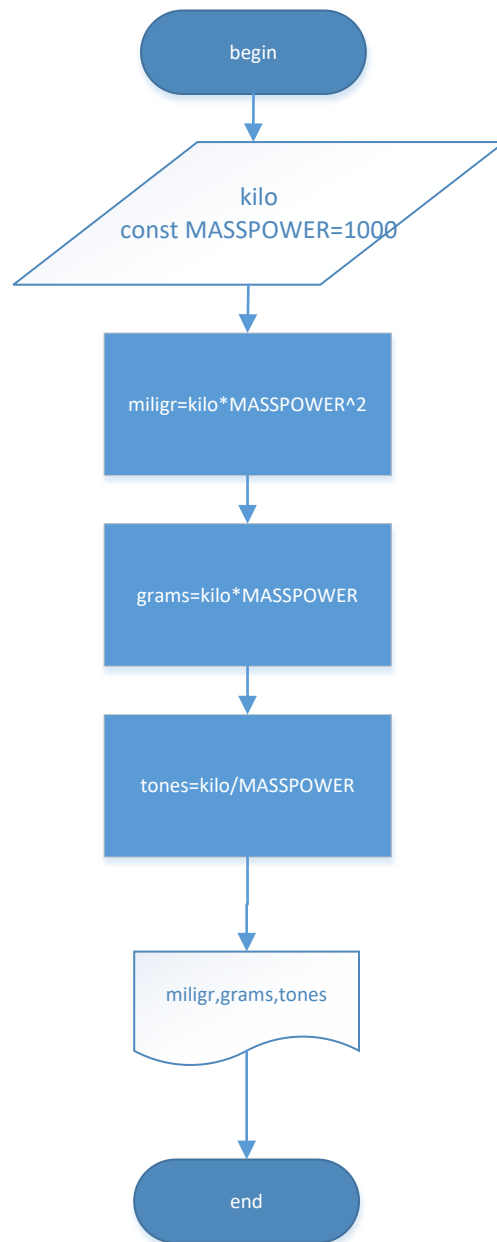 begin
kilo
const MASSPOWER=1000
miligr=kilo*MASSPOWER^2
grams=kilo*MASSPOWER
tones=kilo/MASSPOWER
miligr,grams,tones
end